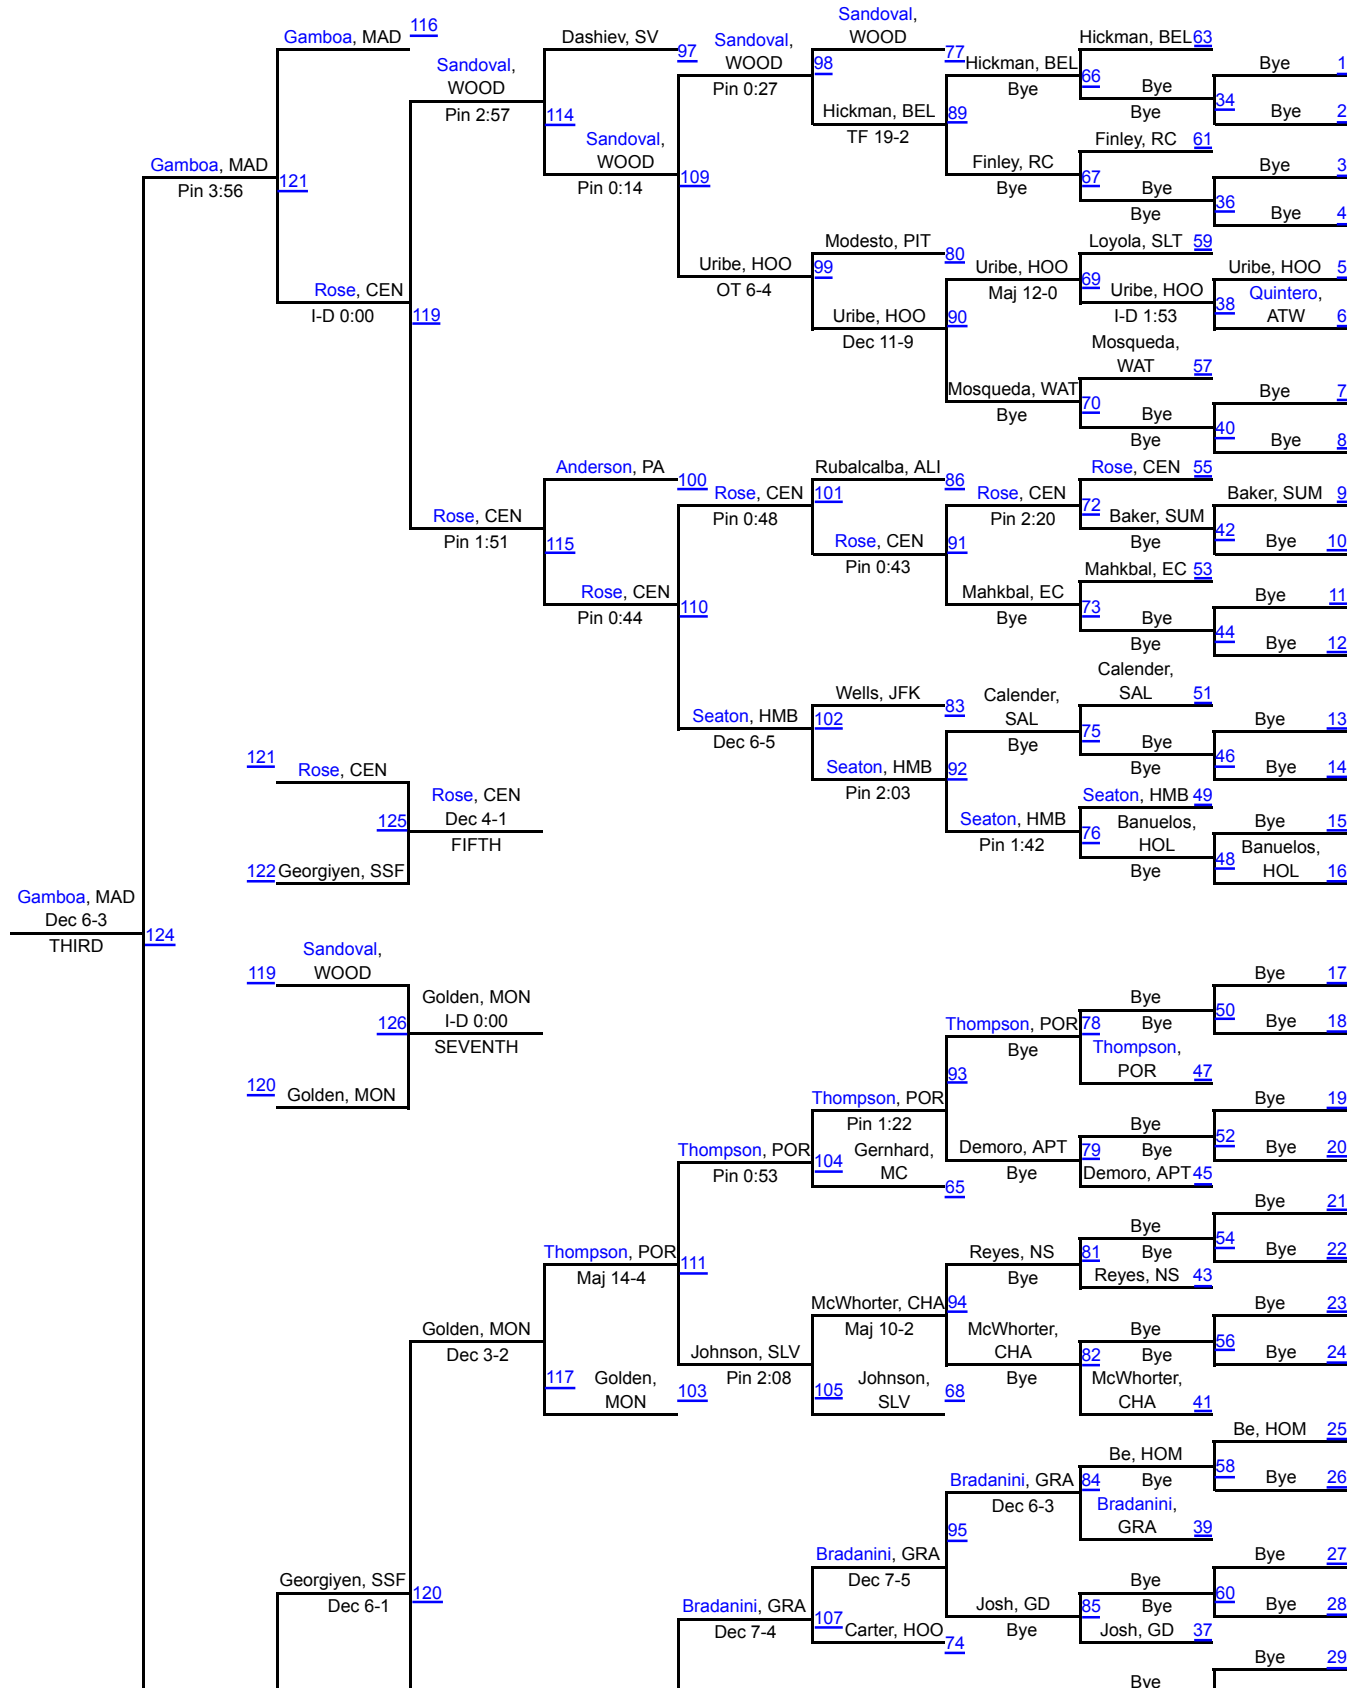 Gamboa, MAD 116
Dashiev, SV 97
Sandoval,
WOOD 77
Hickman, BEL 63
Sandoval,
WOOD
Pin 2:57
Sandoval,
WOOD
Pin 0:27
98
Hickman, BEL
Bye
66
Bye
Bye
Bye 1
34
Bye 2
114
Hickman, BEL
TF 19-2
89
Finley, RC 61
Sandoval,
WOOD
Pin 0:14
109
Finley, RC
Bye
67
Bye
Bye
Bye 3
36
Bye 4
Gamboa, MAD
Pin 3:56
121
Modesto, PIT 80
Loyola, SLT 59
Uribe, HOO
OT 6-4
99
Uribe, HOO
Maj 12-0
69
Uribe, HOO
I-D 1:53
Uribe, HOO 5
38
Quintero,
ATW 6
Rose, CEN
I-D 0:00
119
Uribe, HOO
Dec 11-9
90
Mosqueda,
WAT 57
Mosqueda, WAT
Bye
70
Bye
Bye
Bye 7
40
Bye 8
Anderson, PA 100
Rubalcalba, ALI 86
Rose, CEN 55
Rose, CEN
Pin 1:51
Rose, CEN
Pin 0:48
101
Rose, CEN
Pin 2:20
72
Baker, SUM
Bye
Baker, SUM 9
42
Bye 10
115
Rose, CEN
Pin 0:43
91
Mahkbal, EC 53
Rose, CEN
Pin 0:44
110
Mahkbal, EC
Bye
73
Bye
Bye
Bye 11
44
Bye 12
Wells, JFK 83
Calender,
SAL 51
Seaton, HMB
Dec 6-5
102
Calender,
SAL
Bye
75
Bye
Bye
Bye 13
46
Bye 14
Seaton, HMB
Pin 2:03
92
Seaton, HMB 49
Seaton, HMB
Pin 1:42
76
Banuelos,
HOL
Bye
Bye 15
48
Banuelos,
HOL 16
121
Rose, CEN
125
Rose, CEN
Dec 4-1
FIFTH
122 Georgiyen, SSF
Gamboa, MAD
Dec 6-3
THIRD
124
119
Sandoval,
WOOD
126
Golden, MON
I-D 0:00
SEVENTH
120
Golden, MON
Bye 17
50
Bye 18
Bye
Bye
78
Thompson,
POR 47
Thompson, POR
Bye
93
Thompson, POR
Pin 1:22
Bye 19
52
Bye 20
Bye
Bye
79
Demoro, APT 45
Demoro, APT
Bye
Thompson, POR
Pin 0:53
104
Gernhard,
MC 65
Thompson, POR
Maj 14-4
111
Bye 21
54
Bye 22
Bye
Bye
81
Reyes, NS 43
Reyes, NS
Bye
94
McWhorter, CHA
Maj 10-2
Bye 23
56
Bye 24
Bye
Bye
82
McWhorter,
CHA 41
McWhorter,
CHA
Bye
Johnson, SLV
Pin 2:08
105
Johnson,
SLV 68
Golden, MON
Dec 3-2
117
Golden,
MON 103
Be, HOM 25
58
Bye 26
Be, HOM
Bye
84
Bradanini,
GRA 39
Bradanini, GRA
Dec 6-3
95
Bradanini, GRA
Dec 7-5
Bye 27
60
Bye 28
Bye
Bye
85
Josh, GD 37
Josh, GD
Bye
Georgiyen, SSF
Dec 6-1
120
Bradanini, GRA
Dec 7-4
107
Carter, HOO 74
Bye 29
Bye